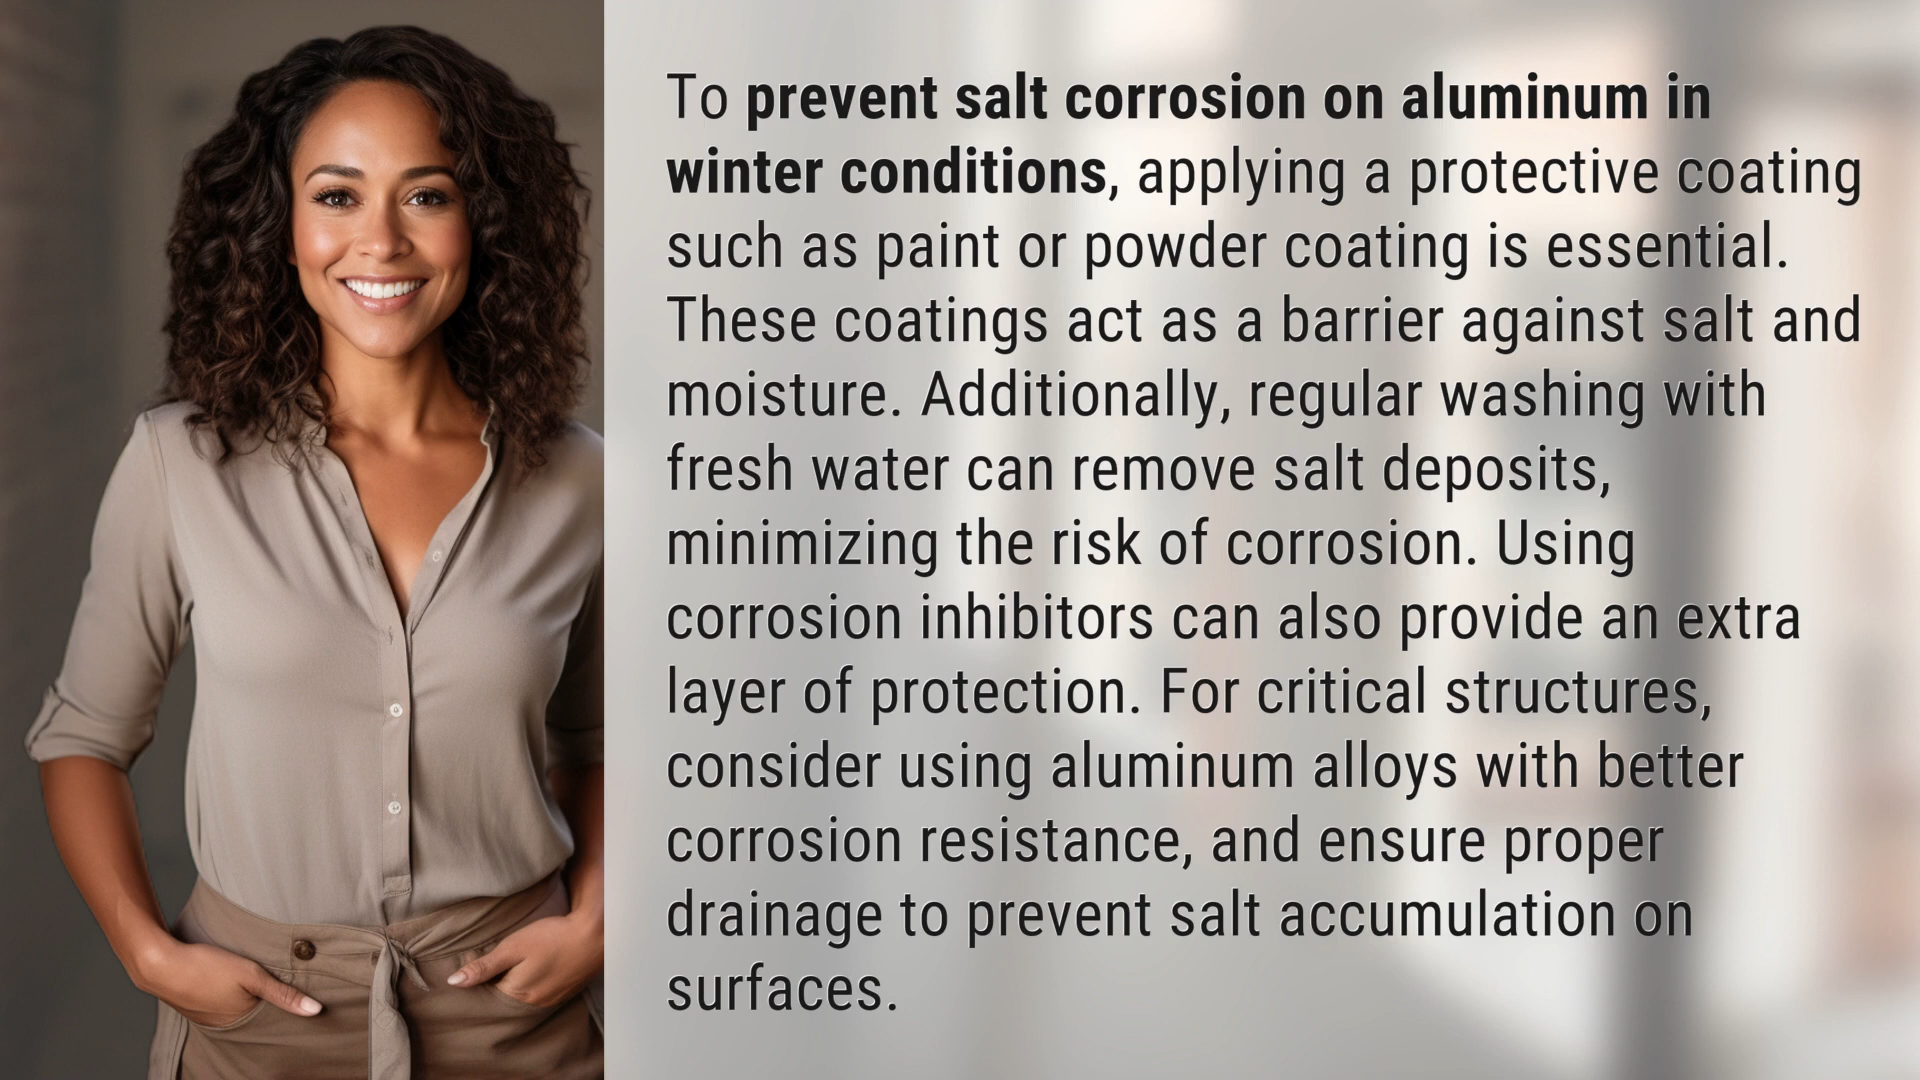 To prevent salt corrosion on aluminum in
winter conditions, applying a protective coating
such as paint or powder coating is essential.
These coatings act as a barrier against salt and
moisture. Additionally, regular washing with
fresh water can remove salt deposits,
minimizing the risk of corrosion. Using
corrosion inhibitors can also provide an extra
layer of protection. For critical structures,
consider using aluminum alloys with better
corrosion resistance, and ensure proper
drainage to prevent salt accumulation on
surfaces.